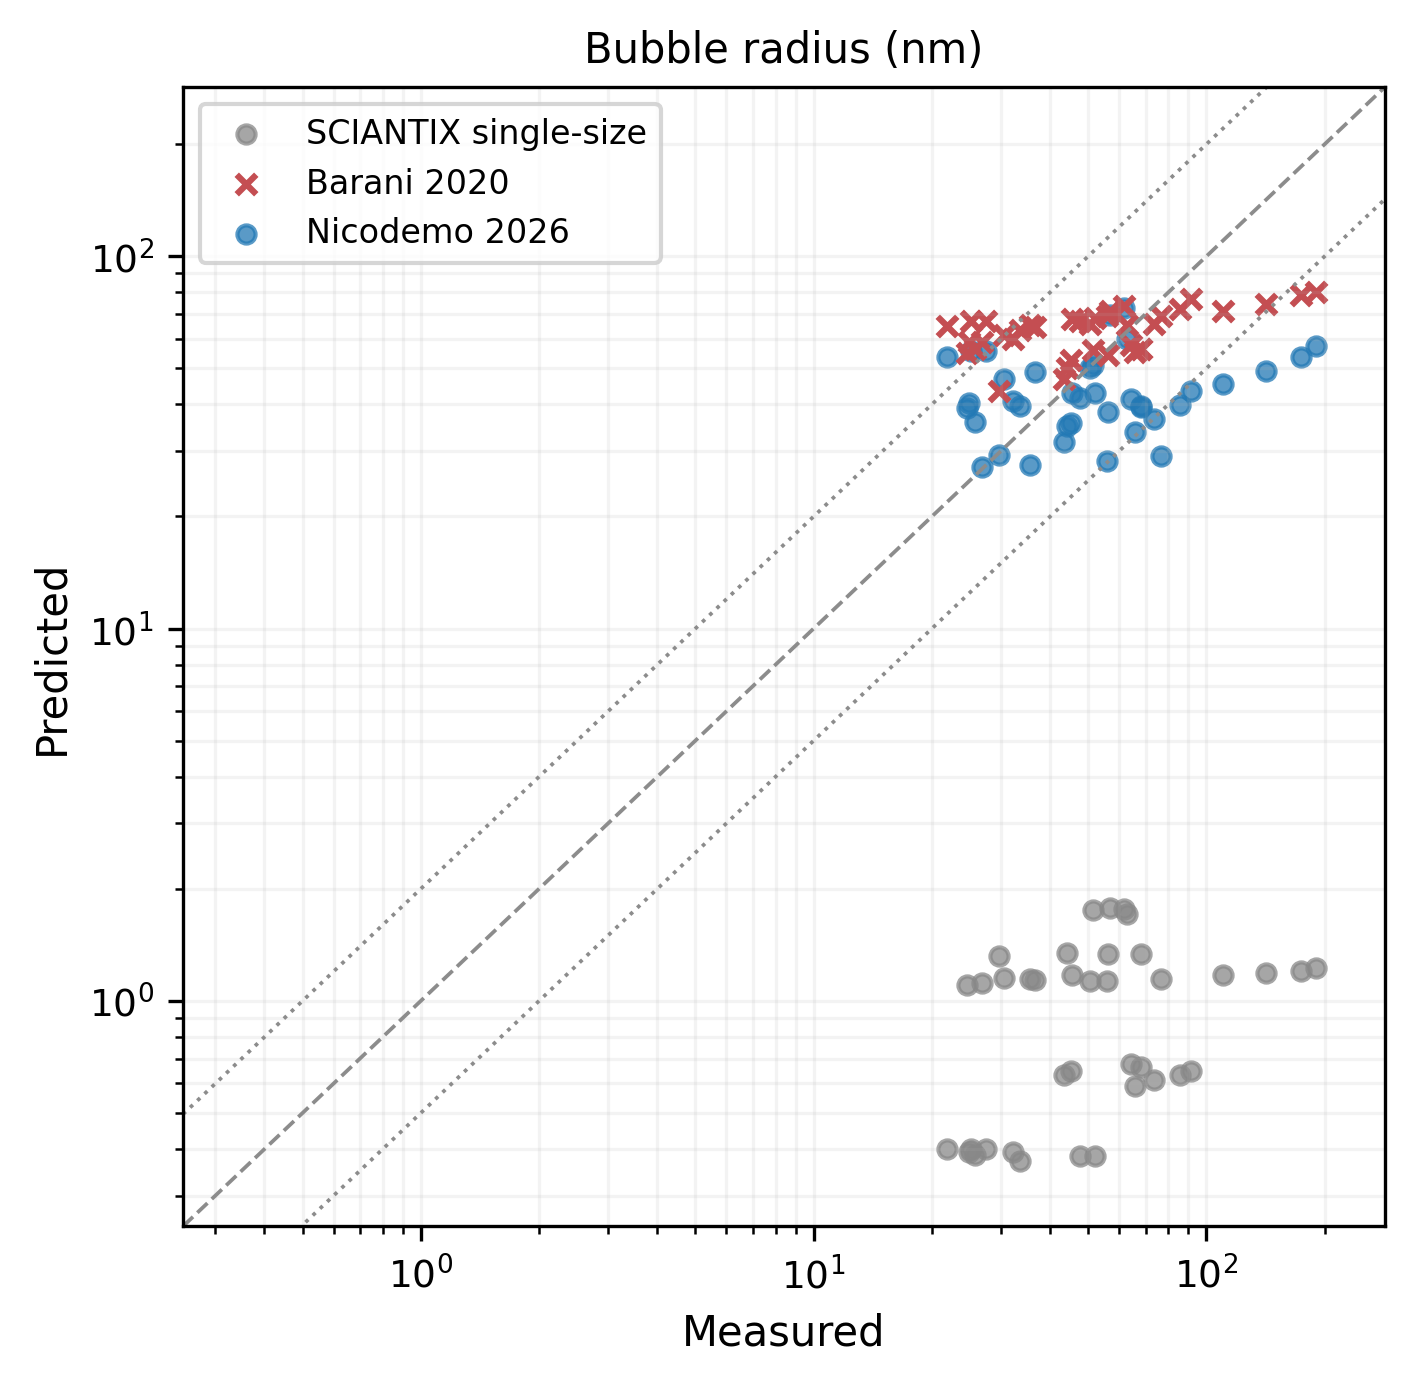 Bubble radius (nm)
SCIANTIX single-size
Barani 2020
Nicodemo 2026
10²
10¹
10⁰
Predicted
10⁰
10¹
10²
Measured